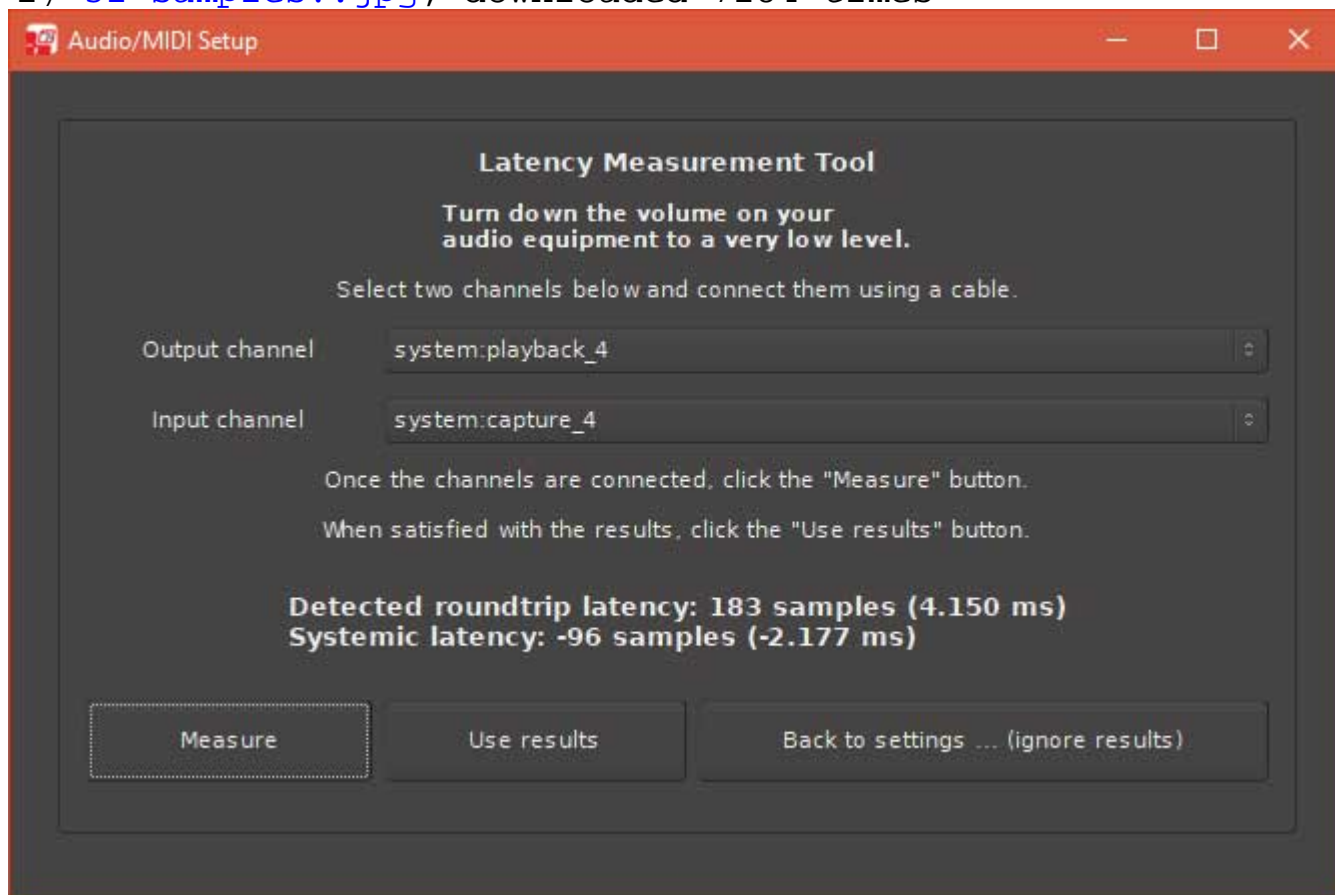 Audio/MIDI Setup
Latency Measurement Tool
Turn down the volume on your
audio equipment to a very low level.
Select two channels below and connect them using a cable.
Output channel system:playback_4
Input channel system:capture_4
Once the channels are connected, click the "Measure" button.
When satisfied with the results, click the "Use results" button.
Detected roundtrip latency: 183 samples (4.150 ms)
Systemic latency: -96 samples (-2.177 ms)
Measure Use results Back to settings ... (ignore results)